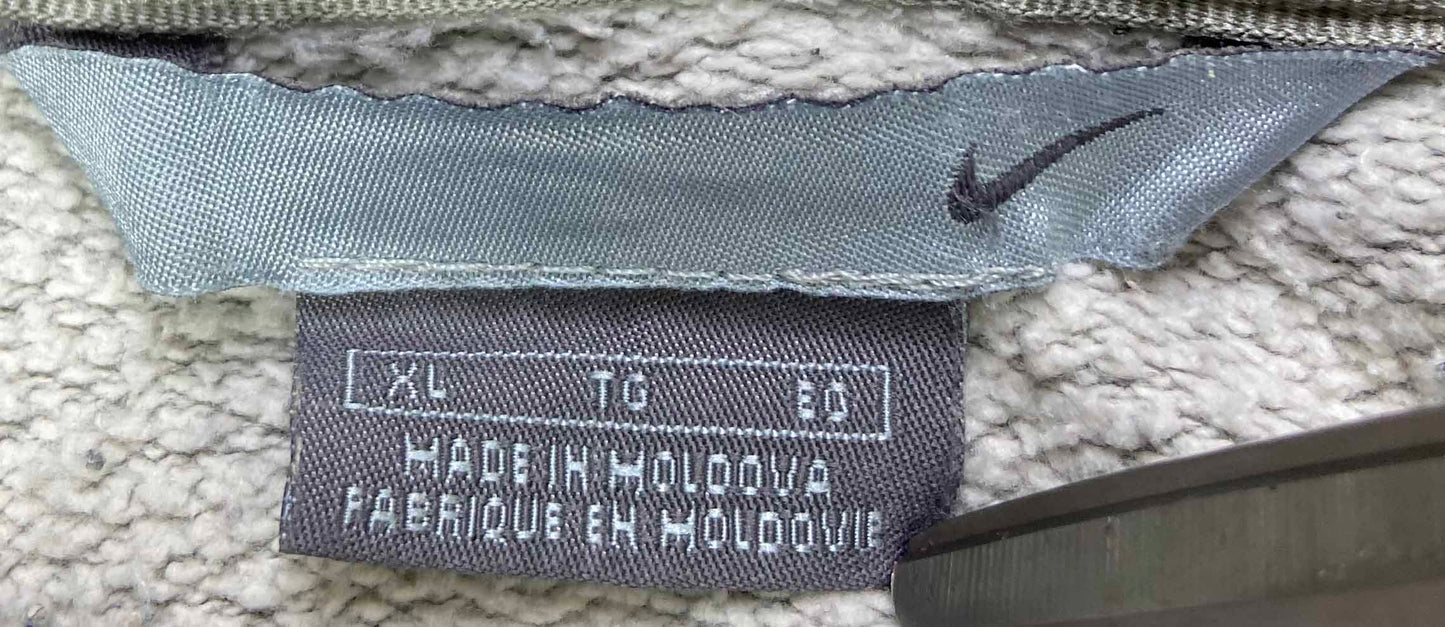 XL TG EG
MADE IN MOLDOVA
FABRIQUE EN MOLDOVIE